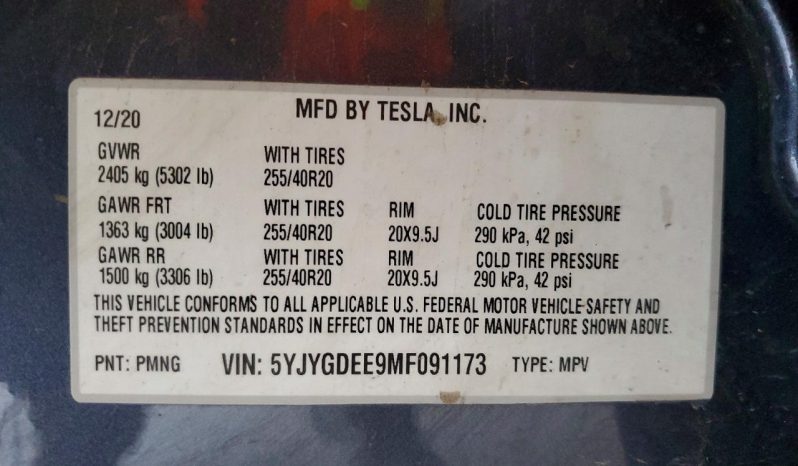 12/20 MFD BY TESLA, INC.
GVWR WITH TIRES
2405 kg (5302 lb) 255/40R20
GAWR FRT WITH TIRES RIM COLD TIRE PRESSURE
1363 kg (3004 lb) 255/40R20 20X9.5J 290 kPa, 42 psi
GAWR RR WITH TIRES RIM COLD TIRE PRESSURE
1500 kg (3306 lb) 255/40R20 20X9.5J 290 kPa, 42 psi
THIS VEHICLE CONFORMS TO ALL APPLICABLE U.S. FEDERAL MOTOR VEHICLE SAFETY AND
THEFT PREVENTION STANDARDS IN EFFECT ON THE DATE OF MANUFACTURE SHOWN ABOVE.
PNT: PMNG VIN: 5YJYGDEE9MF091173 TYPE: MPV